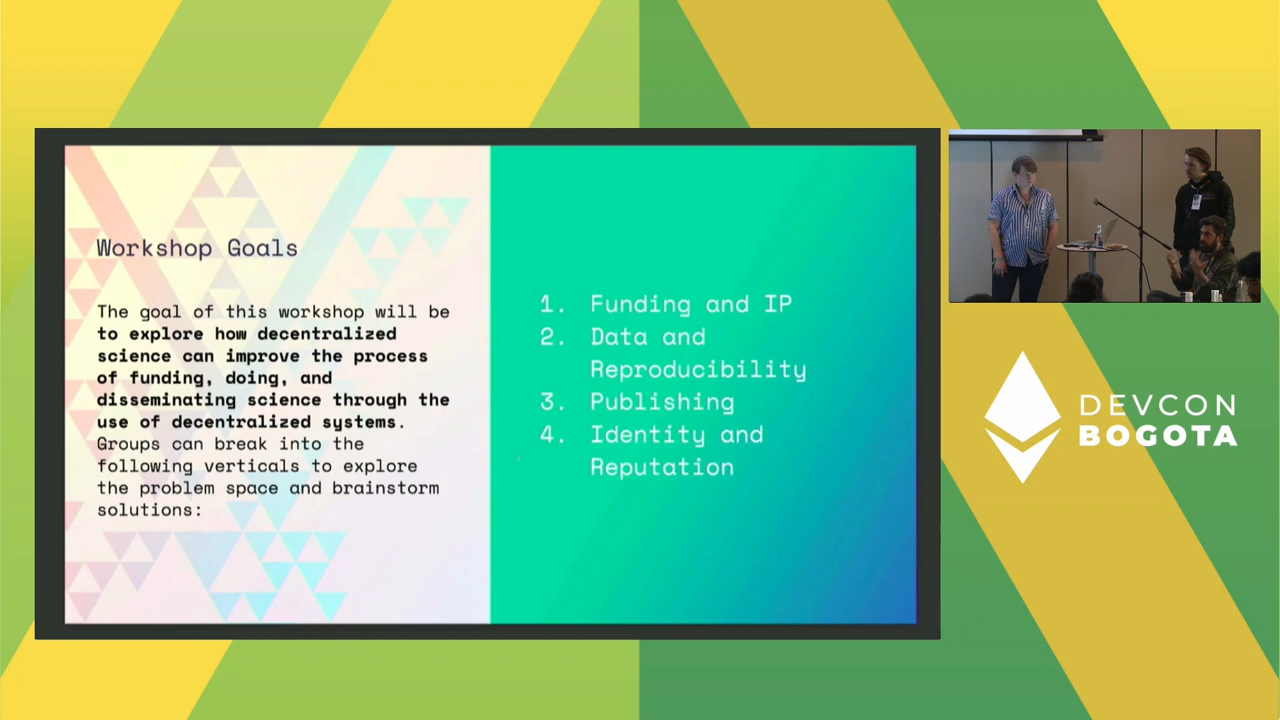 Workshop Goals
The goal of this workshop will be
to explore how decentralized
science can improve the process
of funding, doing, and
disseminating science through the
use of decentralized systems.
Groups can break into the
following verticals to explore
the problem space and brainstorm
solutions:
1. Funding and IP
2. Data and
Reproducibility
3. Publishing
4. Identity and
Reputation
DEVCON
BOGOTA